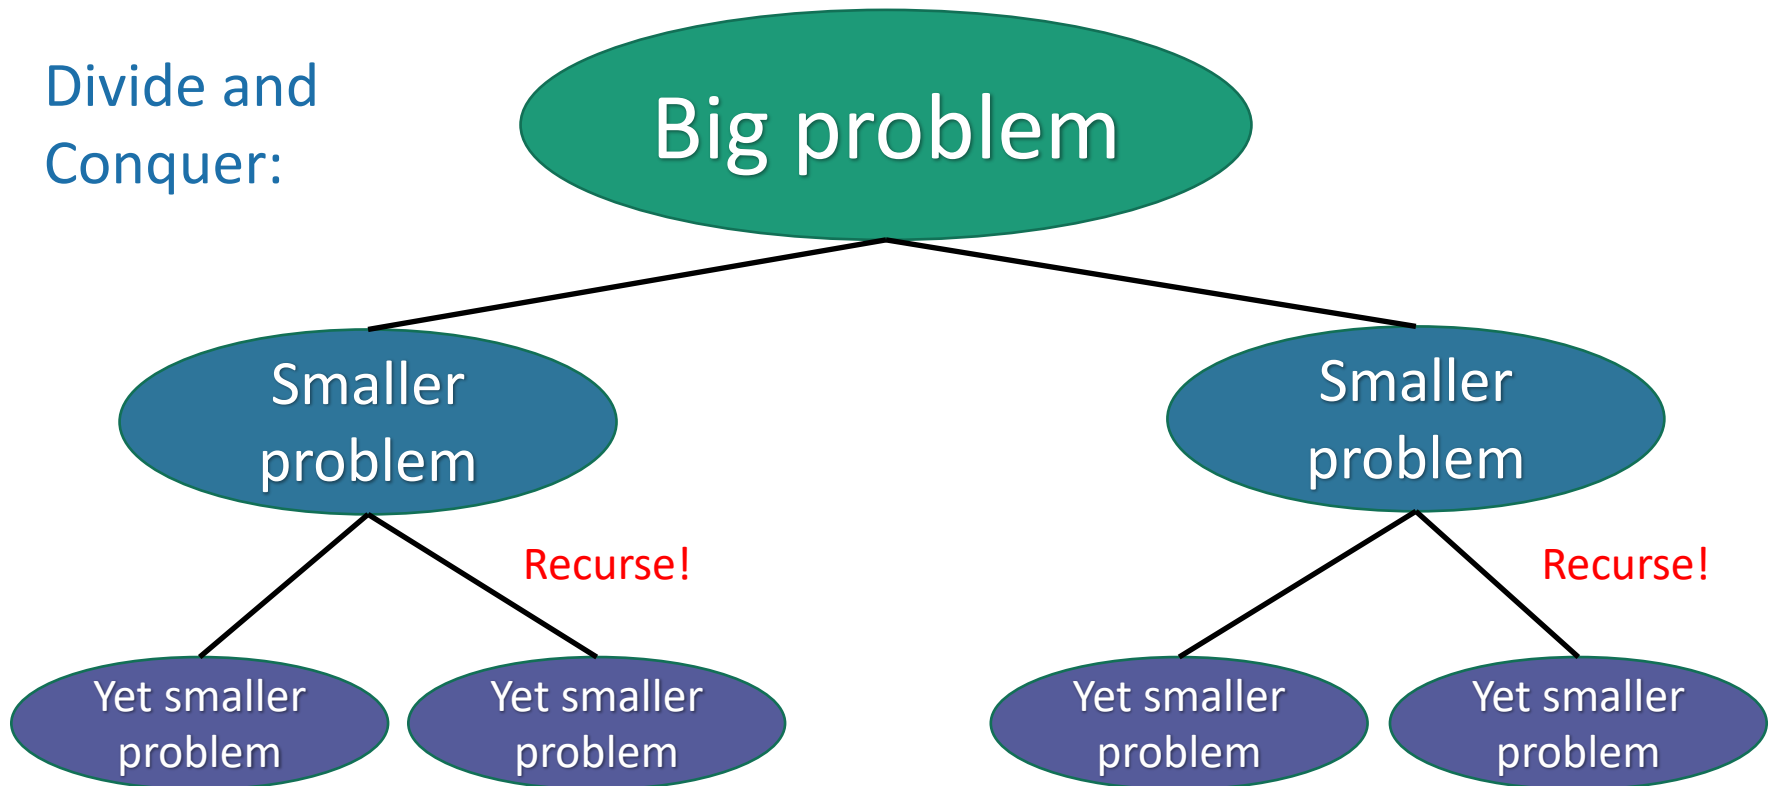 Divide and
Conquer:
Big problem
Smaller
problem
Smaller
problem
Recurse!
Recurse!
Yet smaller
problem
Yet smaller
problem
Yet smaller
problem
Yet smaller
problem